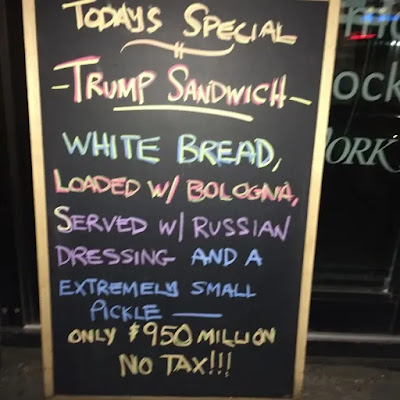 TODAYS SPECIAL
"
- TRUMP SANDWICH -
WHITE BREAD,
LOADED W/ BOLOGNA,
SERVED W/ RUSSIAN
DRESSING AND A
EXTREMELY SMALL
PICKLE —
ONLY $950 MILLION
NO TAX!!!
ORK